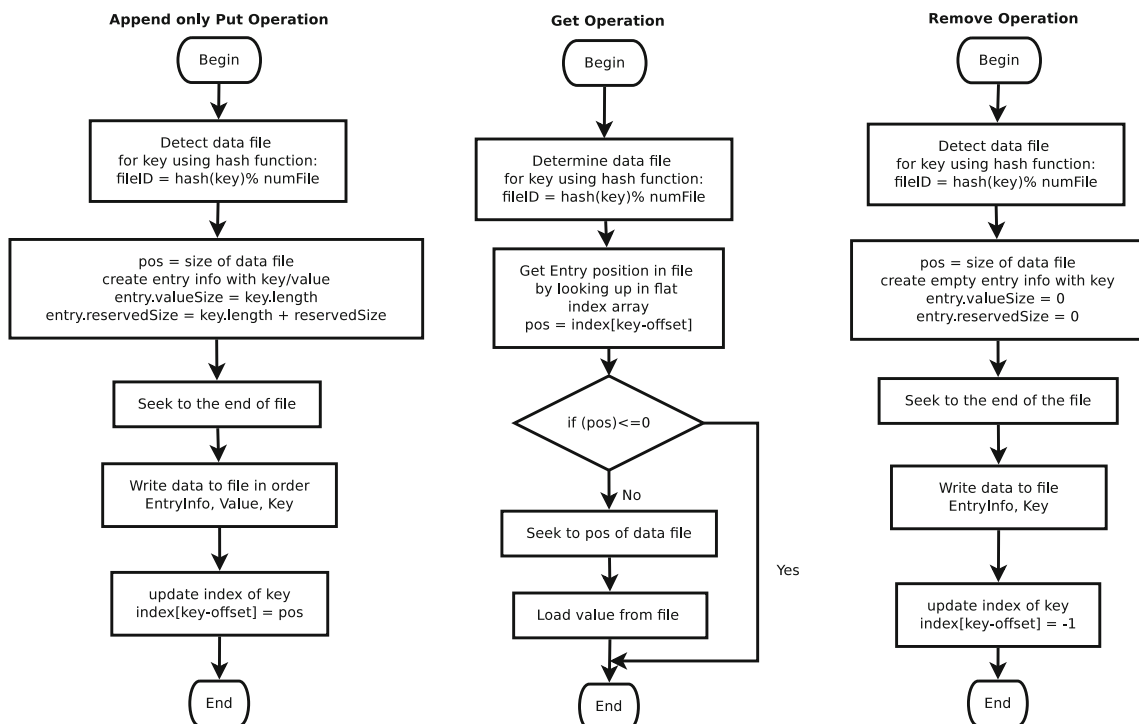 Append only Put Operation
Begin
Detect data file
for key using hash function:
fileID = hash(key)% numFile
pos = size of data file
create entry info with key/value
entry.valueSize = key.length
entry.reservedSize = key.length + reservedSize
Seek to the end of file
Write data to file in order
EntryInfo, Value, Key
update index of key
index[key-offset] = pos
End
Get Operation
Begin
Determine data file
for key using hash function:
fileID = hash(key)% numFile
Get Entry position in file
by looking up in flat
index array
pos = index[key-offset]
if (pos)<=0
No
Yes
Seek to pos of data file
Load value from file
End
Remove Operation
Begin
Detect data file
for key using hash function:
fileID = hash(key)% numFile
pos = size of data file
create empty entry info with key
entry.valueSize = 0
entry.reservedSize = 0
Seek to the end of the file
Write data to file
EntryInfo, Key
update index of key
index[key-offset] = -1
End